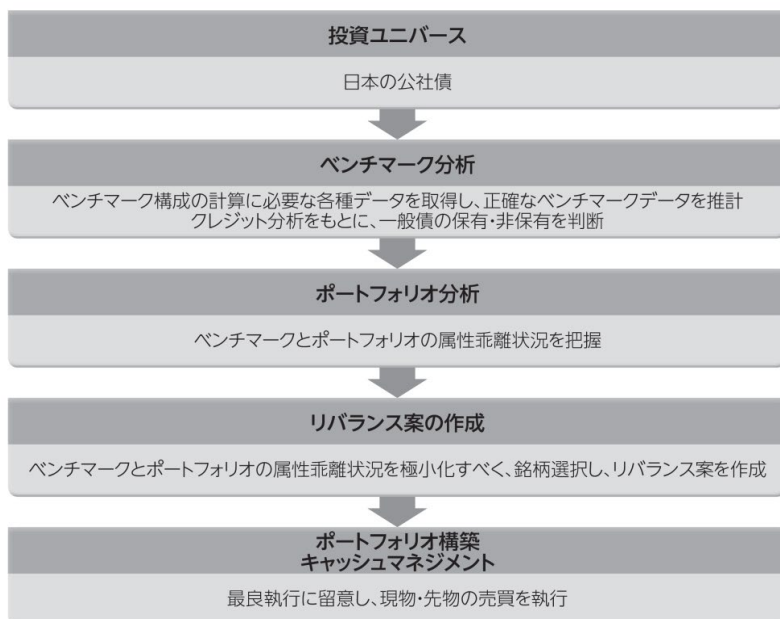 投資ユニバース
日本の公社債
ベンチマーク分析
ベンチマーク構成の計算に必要な各種データを取得し、正確なベンチマークデータを推計
クレジット分析をもとに、一般債の保有・非保有を判断
ポートフォリオ分析
ベンチマークとポートフォリオの属性乖離状況を把握
リバランス案の作成
ベンチマークとポートフォリオの属性乖離状況を極小化すべく、銘柄選択し、リバランス案を作成
ポートフォリオ構築
キャッシュマネジメント
最良執行に留意し、現物・先物の売買を執行